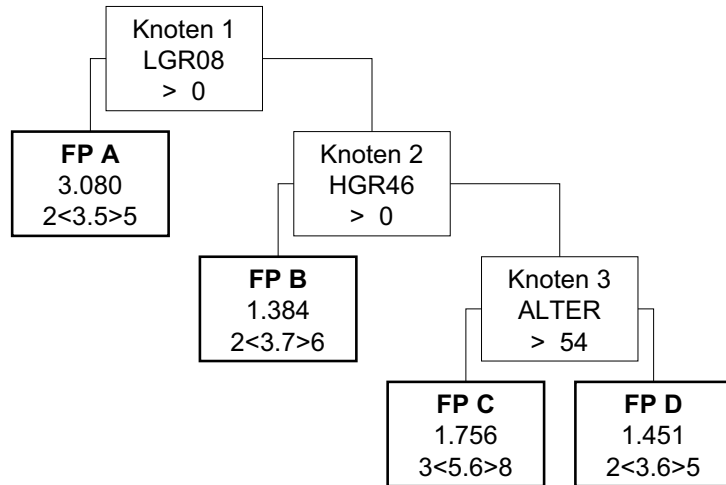 Knoten 1
LGR08
> 0
FP A
3.080
2<3.5>5
Knoten 2
HGR46
> 0
FP B
1.384
2<3.7>6
Knoten 3
ALTER
> 54
FP C
1.756
3<5.6>8
FP D
1.451
2<3.6>5